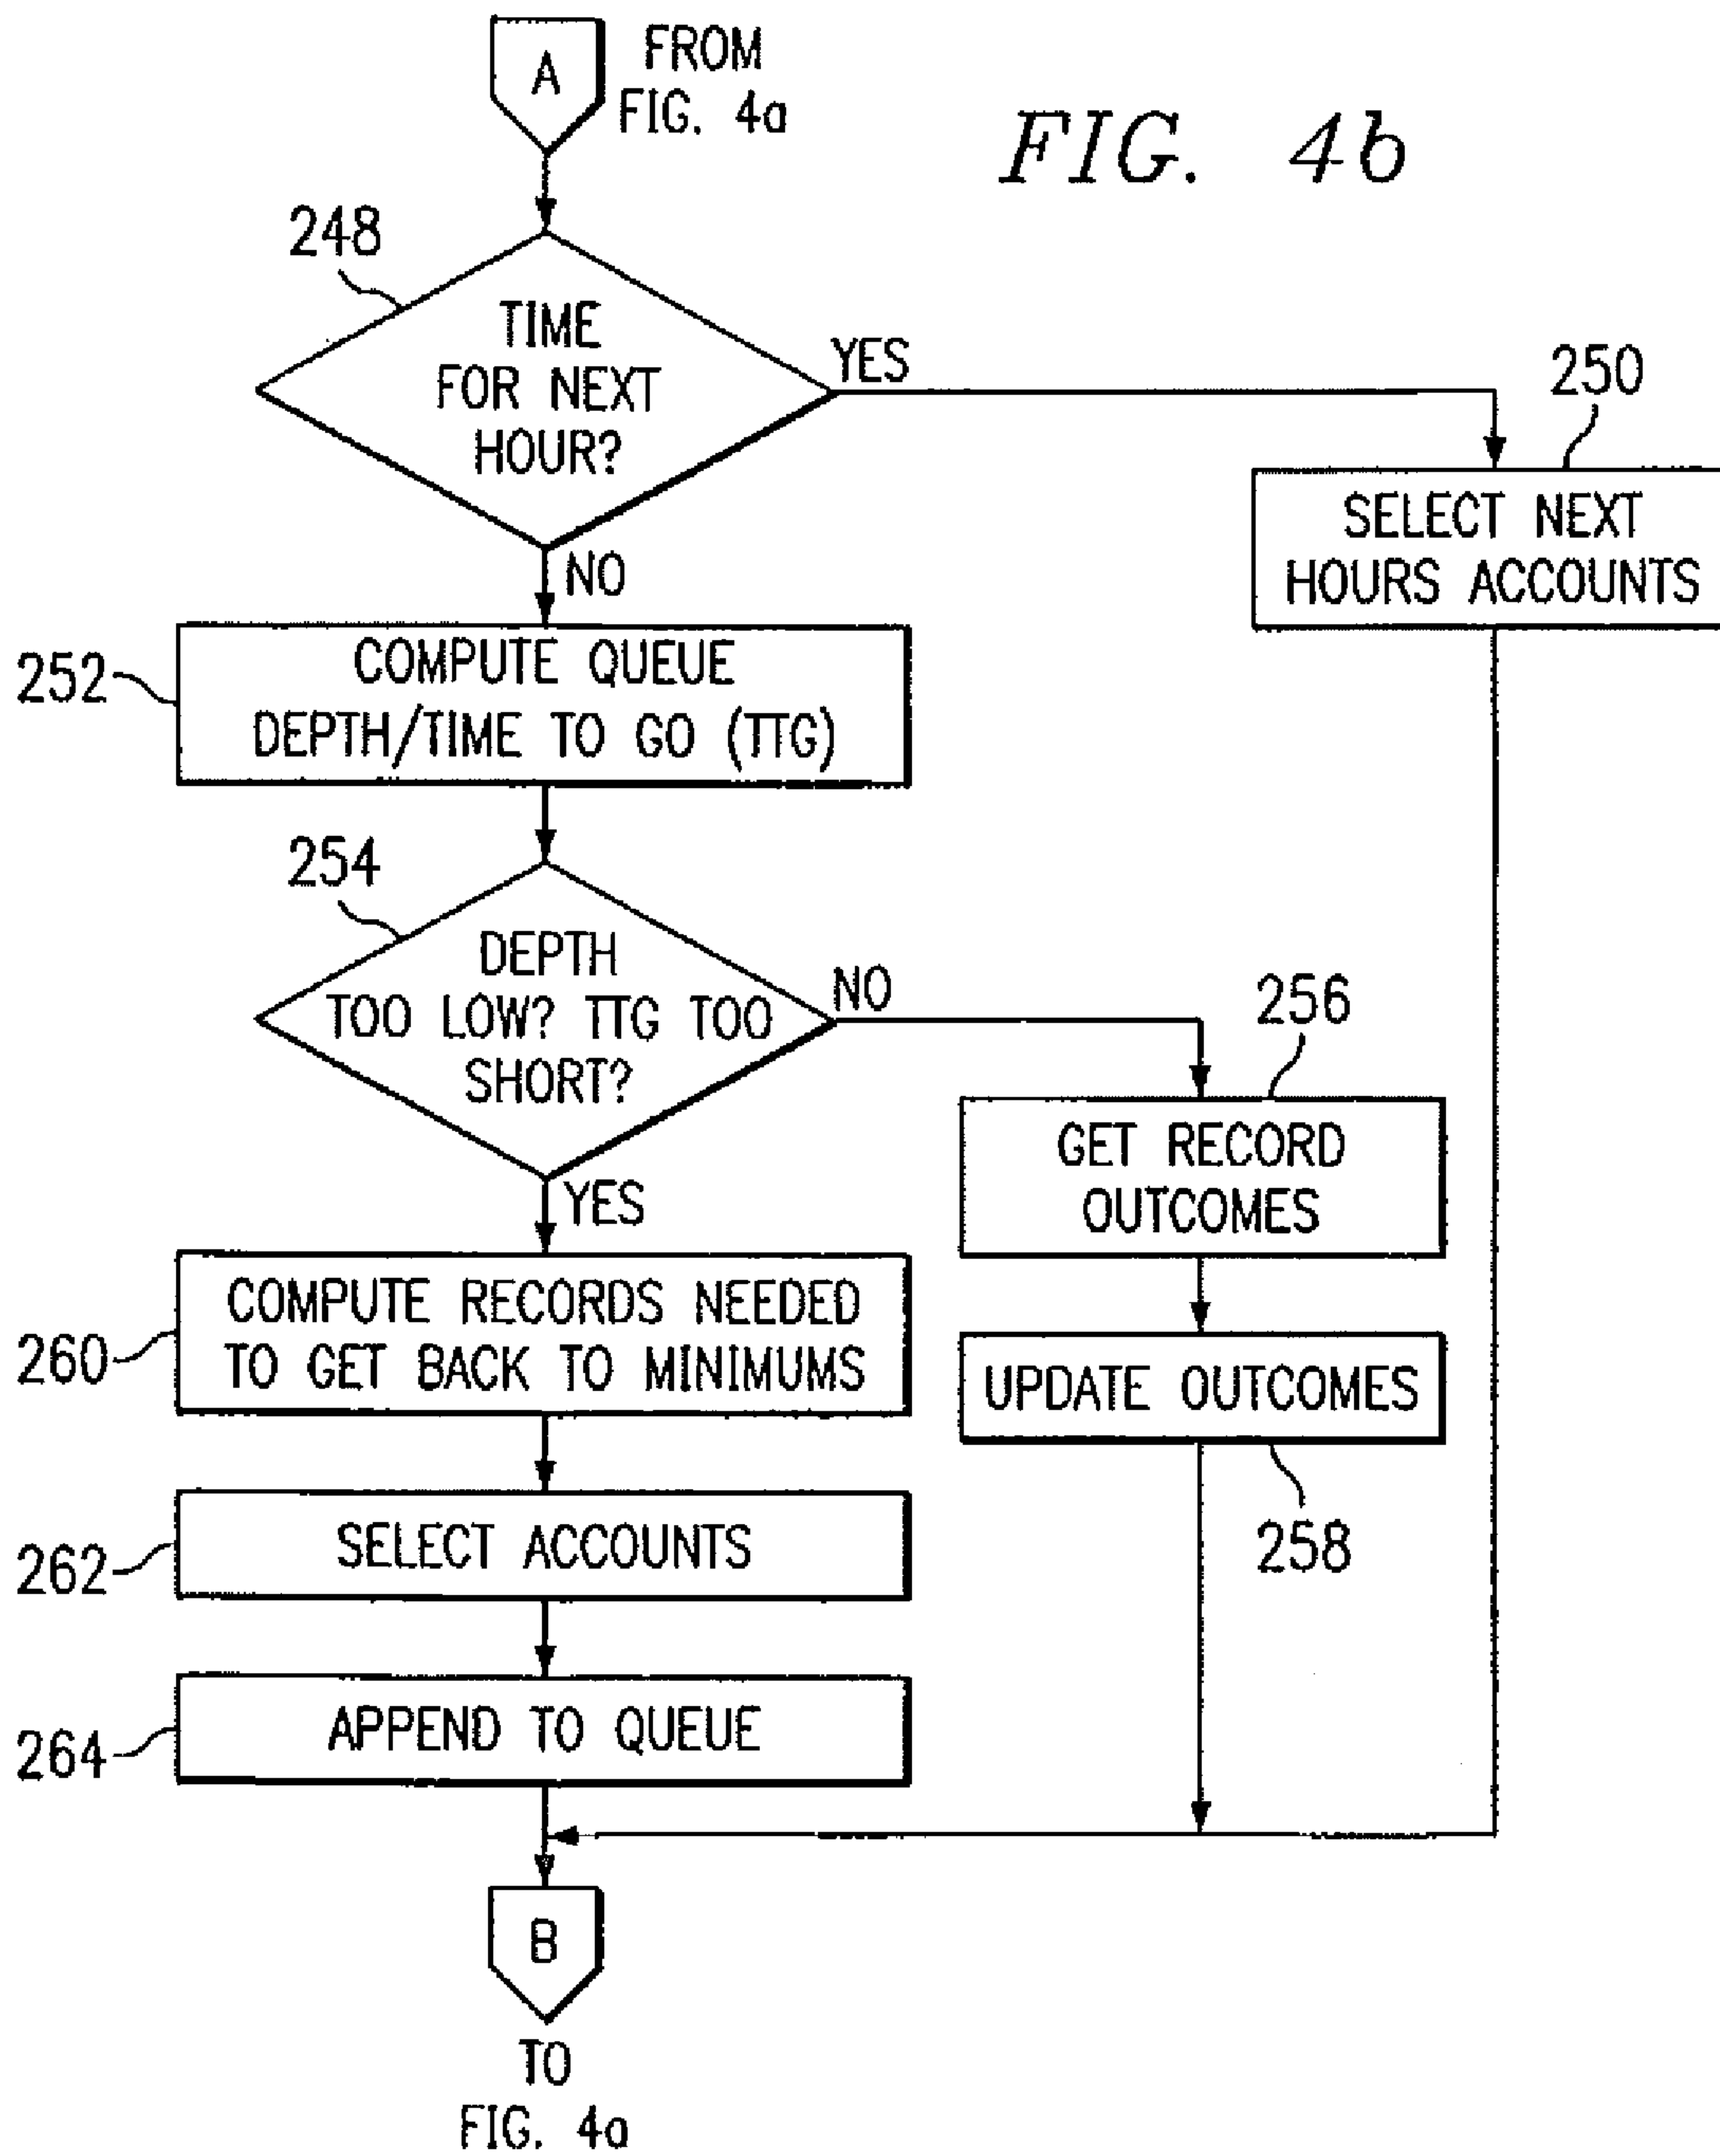 A
FROM
FIG. 4a
FIG. 4b
248
TIME
FOR NEXT
HOUR?
YES
250
SELECT NEXT
HOURS ACCOUNTS
NO
252
COMPUTE QUEUE
DEPTH/TIME TO GO (TTG)
254
DEPTH
TOO LOW? TTG TOO
SHORT?
NO
256
GET RECORD
OUTCOMES
YES
260
COMPUTE RECORDS NEEDED
TO GET BACK TO MINIMUMS
UPDATE OUTCOMES
258
262
SELECT ACCOUNTS
264
APPEND TO QUEUE
B
TO
FIG. 4a